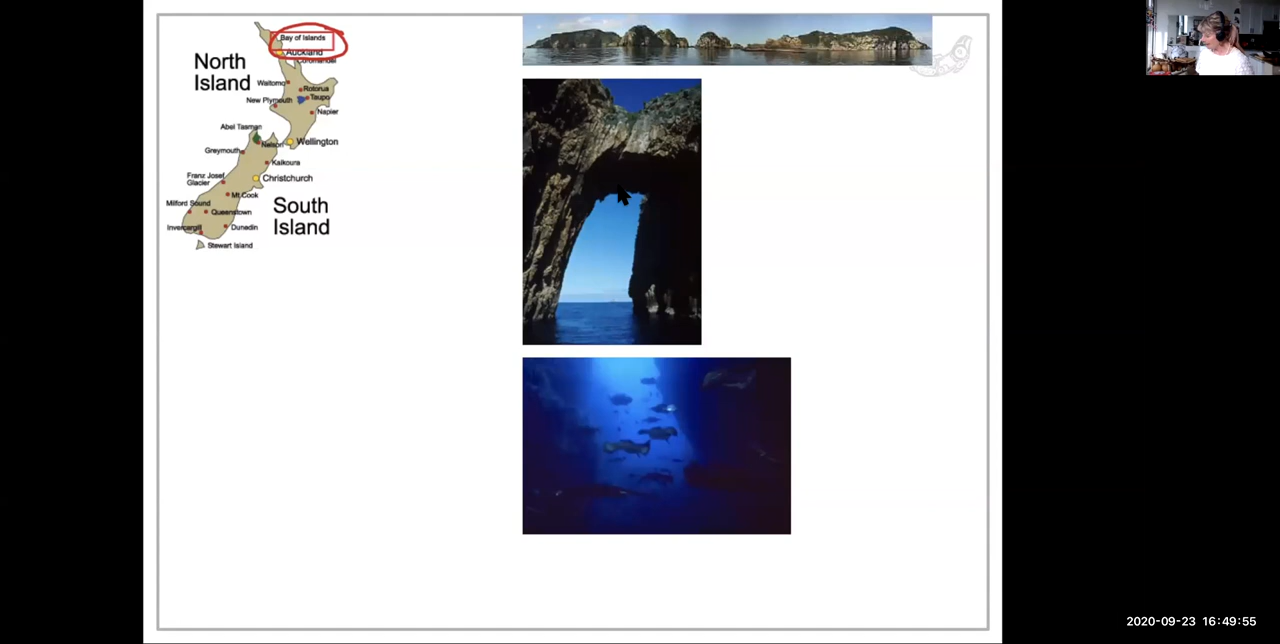 Bay of Islands
Auckland
Coromandel
North
Island
Waitomo
Rotorua
Taupo
New Plymouth
Napier
Abel Tasman
Nelson
Wellington
Greymouth
Kaikoura
Franz Josef
Glacier
Christchurch
Mt Cook
Milford Sound
South
Island
Queenstown
Invercargill
Dunedin
Stewart Island
2020-09-23 16:49:55